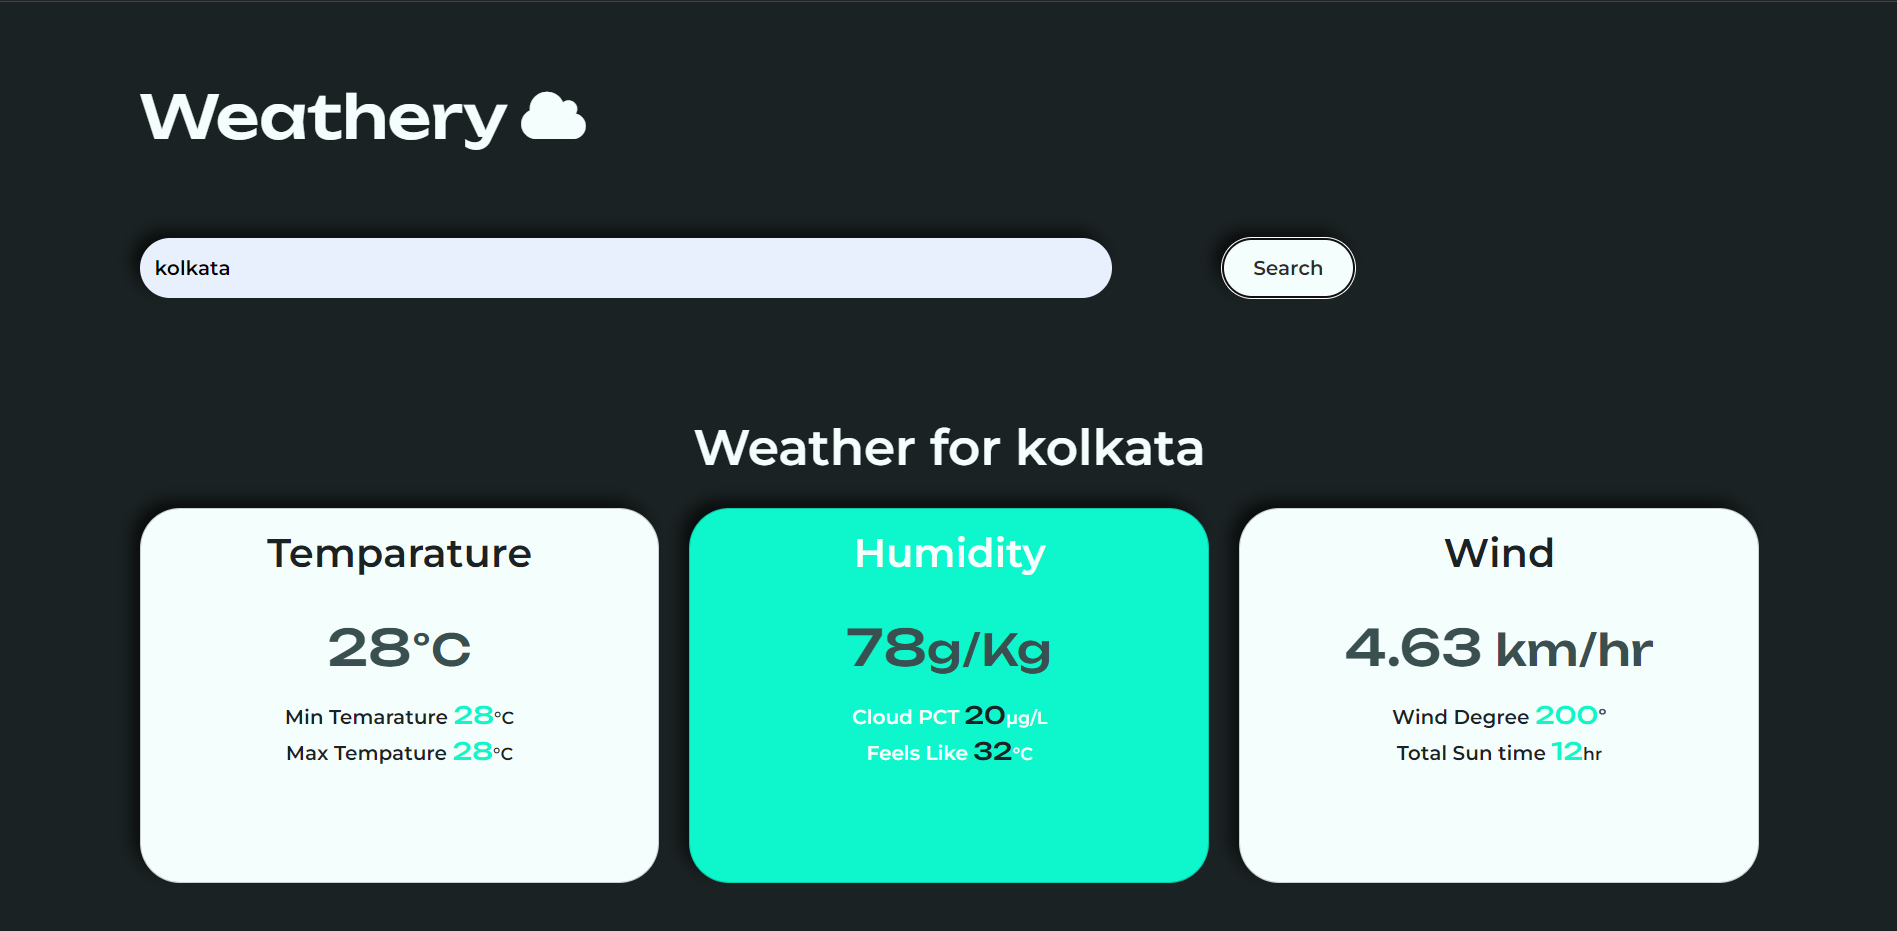 Weathery
kolkata
Search
Weather for kolkata
Temparature
28°C
Min Temarature 28°C
Max Tempature 28°C
Humidity
78g/Kg
Cloud PCT 20µg/L
Feels Like 32°C
Wind
4.63 km/hr
Wind Degree 200°
Total Sun time 12hr